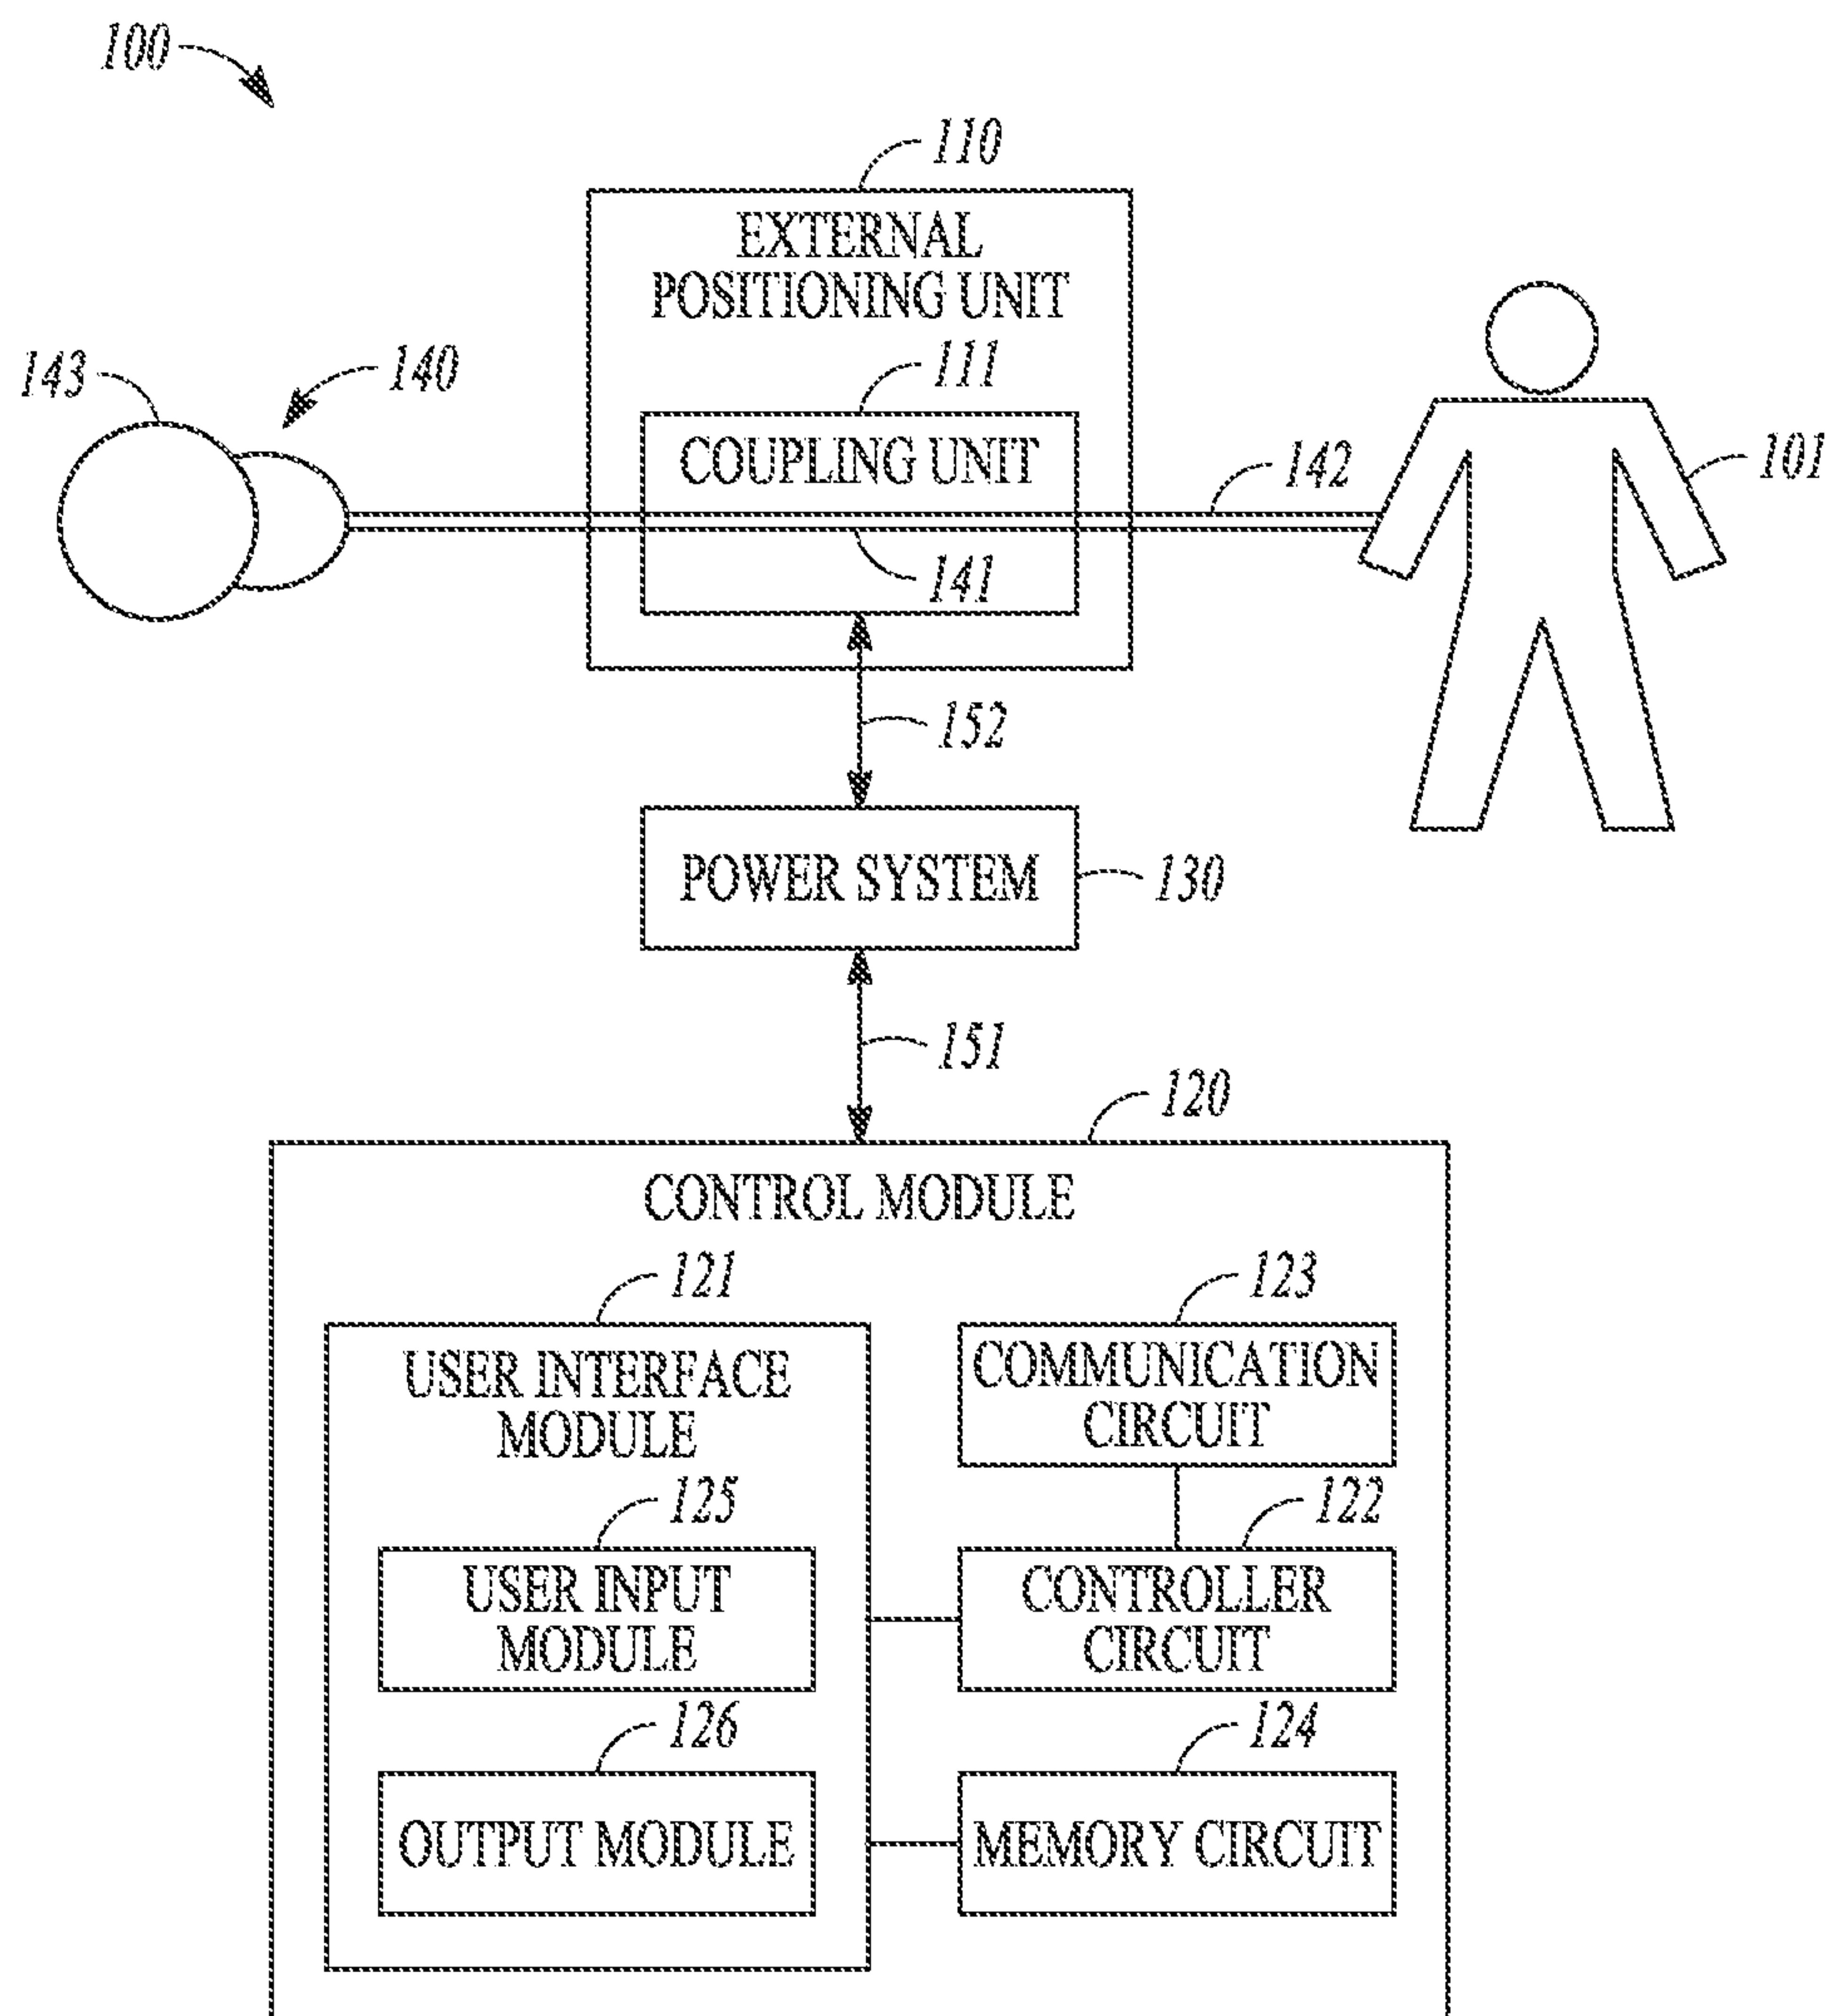 100
110
EXTERNAL
POSITIONING UNIT
143
140
111
COUPLING UNIT
142
101
141
152
POWER SYSTEM
130
151
120
CONTROL MODULE
121
123
USER INTERFACE
MODULE
COMMUNICATION
CIRCUIT
125
122
USER INPUT
MODULE
CONTROLLER
CIRCUIT
126
124
OUTPUT MODULE
MEMORY CIRCUIT